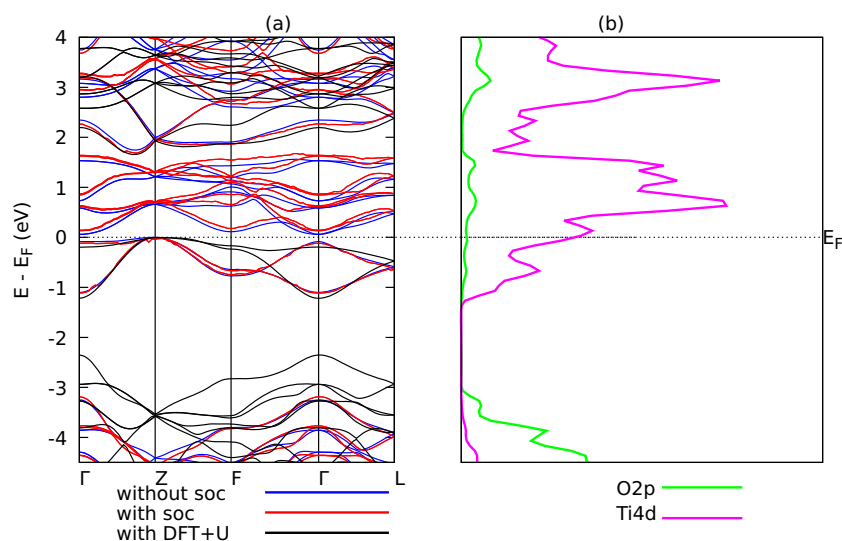 (a)
(b)
E - E_F (eV)
4
3
2
1
0
-1
-2
-3
-4
Γ Z F Γ L
E_F
without soc
with soc
with DFT+U
O2p
Ti4d